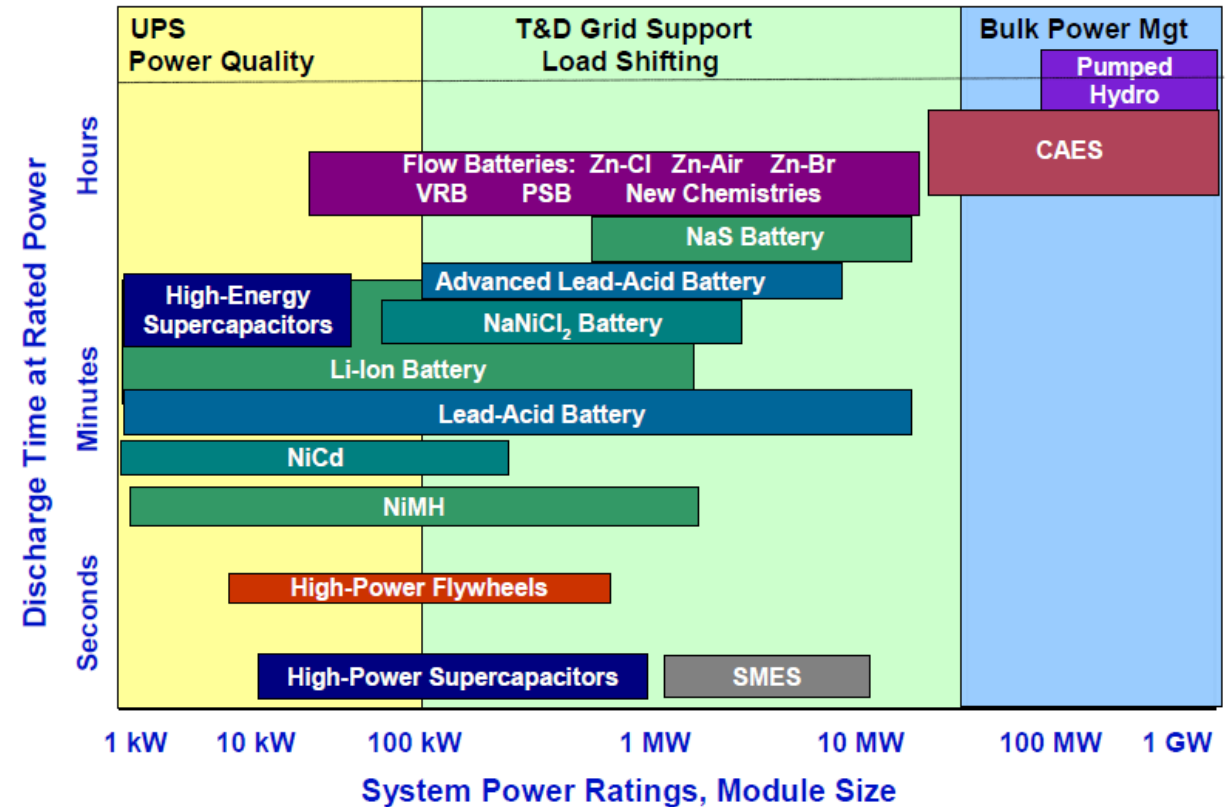 UPS
Power Quality
T&D Grid Support
Load Shifting
Bulk Power Mgt
Pumped
Hydro
CAES
Flow Batteries: Zn-Cl Zn-Air Zn-Br
VRB PSB New Chemistries
NaS Battery
Advanced Lead-Acid Battery
High-Energy
Supercapacitors
NaNiCl₂ Battery
Li-Ion Battery
Lead-Acid Battery
NiCd
NiMH
High-Power Flywheels
High-Power Supercapacitors
SMES
Discharge Time at Rated Power
Hours
Minutes
Seconds
1 kW 10 kW 100 kW 1 MW 10 MW 100 MW 1 GW
System Power Ratings, Module Size